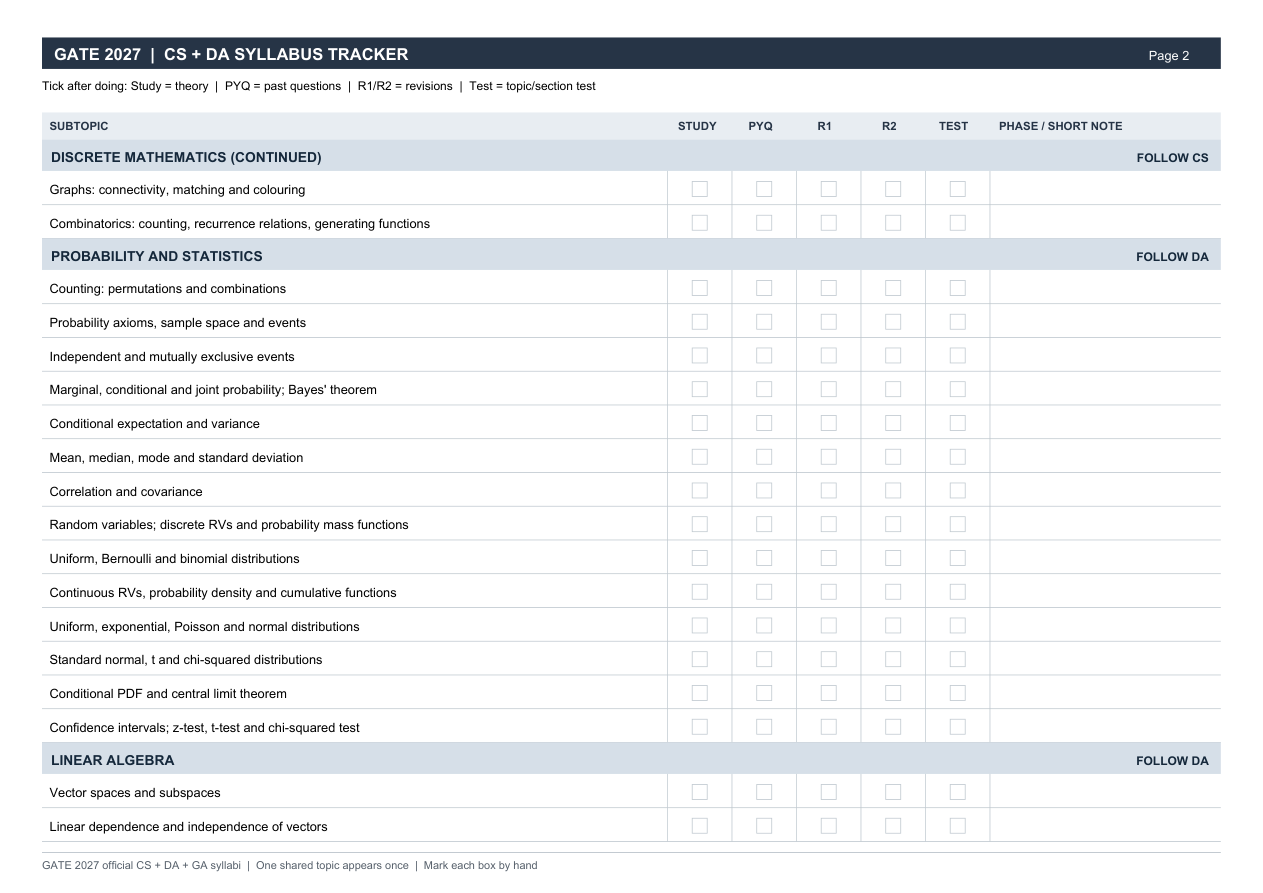 GATE 2027 | CS + DA SYLLABUS TRACKER Page 2
Tick after doing: Study = theory | PYQ = past questions | R1/R2 = revisions | Test = topic/section test
SUBTOPIC STUDY PYQ R1 R2 TEST PHASE / SHORT NOTE
DISCRETE MATHEMATICS (CONTINUED) FOLLOW CS
Graphs: connectivity, matching and colouring
Combinatorics: counting, recurrence relations, generating functions
PROBABILITY AND STATISTICS FOLLOW DA
Counting: permutations and combinations
Probability axioms, sample space and events
Independent and mutually exclusive events
Marginal, conditional and joint probability; Bayes' theorem
Conditional expectation and variance
Mean, median, mode and standard deviation
Correlation and covariance
Random variables; discrete RVs and probability mass functions
Uniform, Bernoulli and binomial distributions
Continuous RVs, probability density and cumulative functions
Uniform, exponential, Poisson and normal distributions
Standard normal, t and chi-squared distributions
Conditional PDF and central limit theorem
Confidence intervals; z-test, t-test and chi-squared test
LINEAR ALGEBRA FOLLOW DA
Vector spaces and subspaces
Linear dependence and independence of vectors
GATE 2027 official CS + DA + GA syllabi | One shared topic appears once | Mark each box by hand